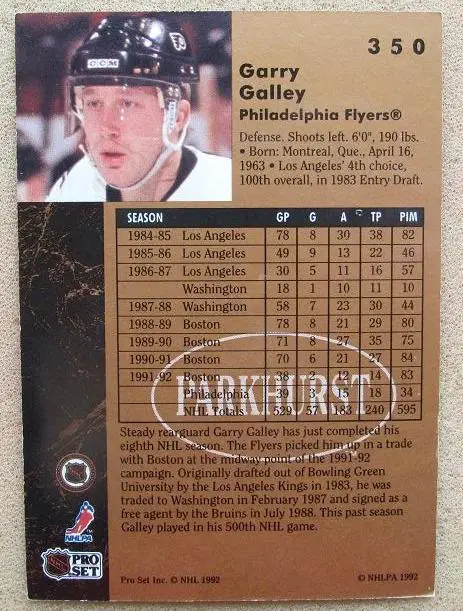 CCM
350
Garry
Galley
Philadelphia Flyers®
Defense. Shoots left. 6'0", 190 lbs.
• Born: Montreal, Que., April 16,
1963 • Los Angeles' 4th choice,
100th overall, in 1983 Entry Draft.
SEASON GP G A TP PIM
1984-85 Los Angeles 78 8 30 38 82
1985-86 Los Angeles 49 9 13 22 46
1986-87 Los Angeles 30 5 11 16 57
Washington 18 1 10 11 10
1987-88 Washington 58 7 23 30 44
1988-89 Boston 78 8 21 29 80
1989-90 Boston 71 8 27 35 75
1990-91 Boston 70 6 21 27 84
1991-92 Boston 38 2 12 14 83
Philadelphia 39 3 15 18 34
NHL Totals 529 57 183 240 595
PARKHURST
Steady rearguard Garry Galley has just completed his
eighth NHL season. The Flyers picked him up in a trade
with Boston at the midway point of the 1991-92
campaign. Originally drafted out of Bowling Green
University by the Los Angeles Kings in 1983, he was
traded to Washington in February 1987 and signed as a
free agent by the Bruins in July 1988. This past season
Galley played in his 500th NHL game.
NHLPA
NHL PRO
SET
Pro Set Inc. © NHL 1992 © NHLPA 1992